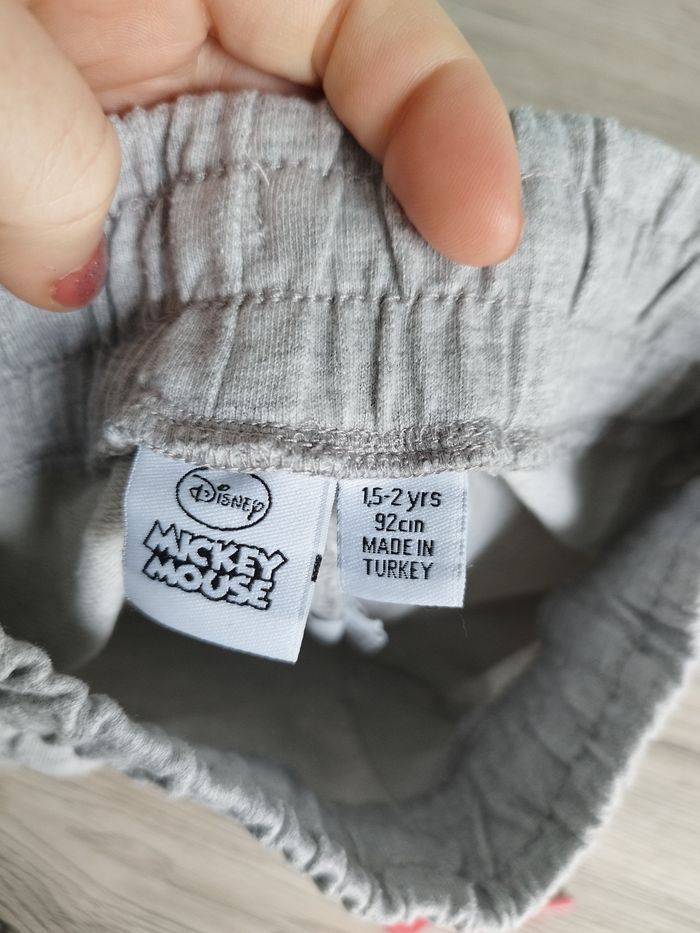 Disney
MICKEY
MOUSE
1,5-2 yrs
92cm
MADE IN
TURKEY